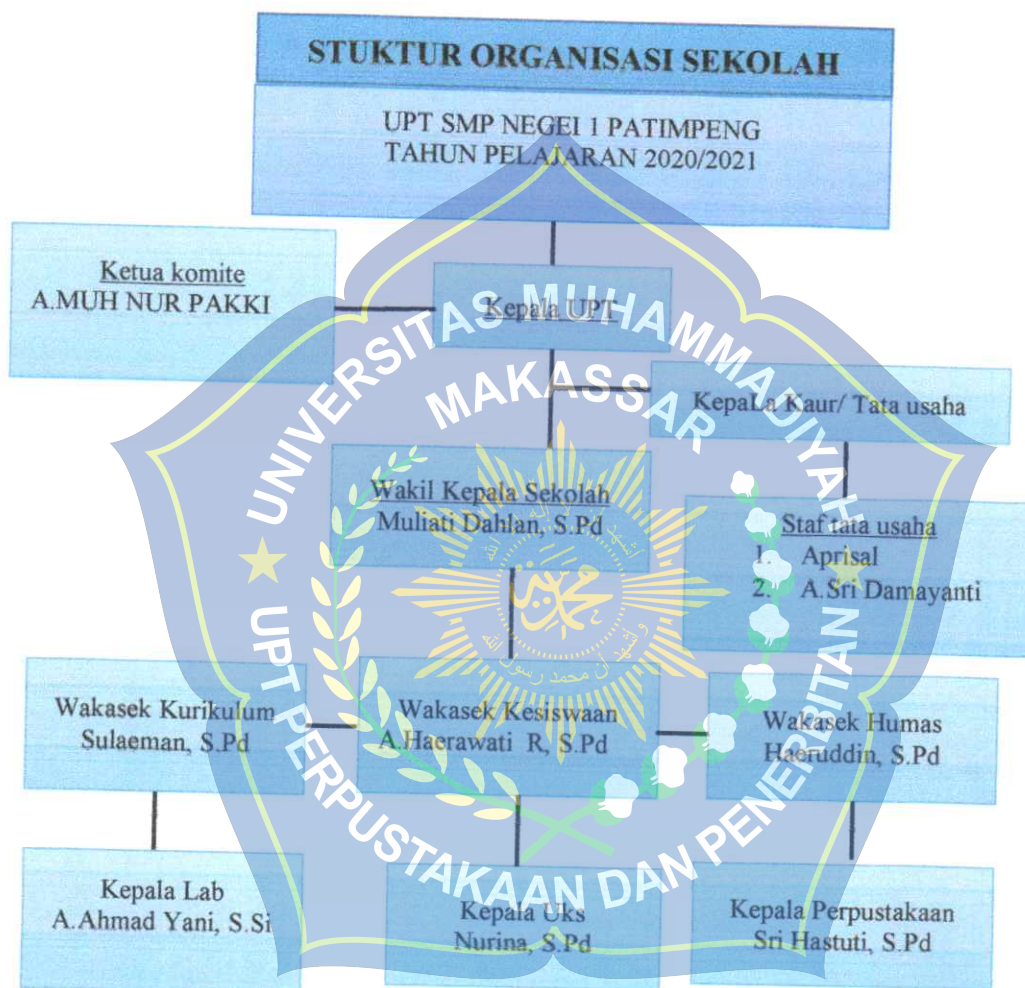 STUKTUR ORGANISASI SEKOLAH
UPT SMP NEGEI 1 PATIMPENG
TAHUN PELAJARAN 2020/2021
Ketua komite
A.MUH NUR PAKKI
Kepala UPT
KepaLa Kaur/ Tata usaha
Wakil Kepala Sekolah
Muliati Dahlan, S.Pd
Staf tata usaha
1. Aprisal
2. A.Sri Damayanti
Wakasek Kurikulum
Sulaeman, S.Pd
Wakasek Kesiswaan
A.Haerawati R, S.Pd
Wakasek Humas
Haeruddin, S.Pd
Kepala Lab
A.Ahmad Yani, S.Si
Kepala Uks
Nurina, S.Pd
Kepala Perpustakaan
Sri Hastuti, S.Pd
UNIVERSITAS MUHAMMADIYAH
MAKASSAR
UPT PERPUSTAKAAN DAN PENERBITAN